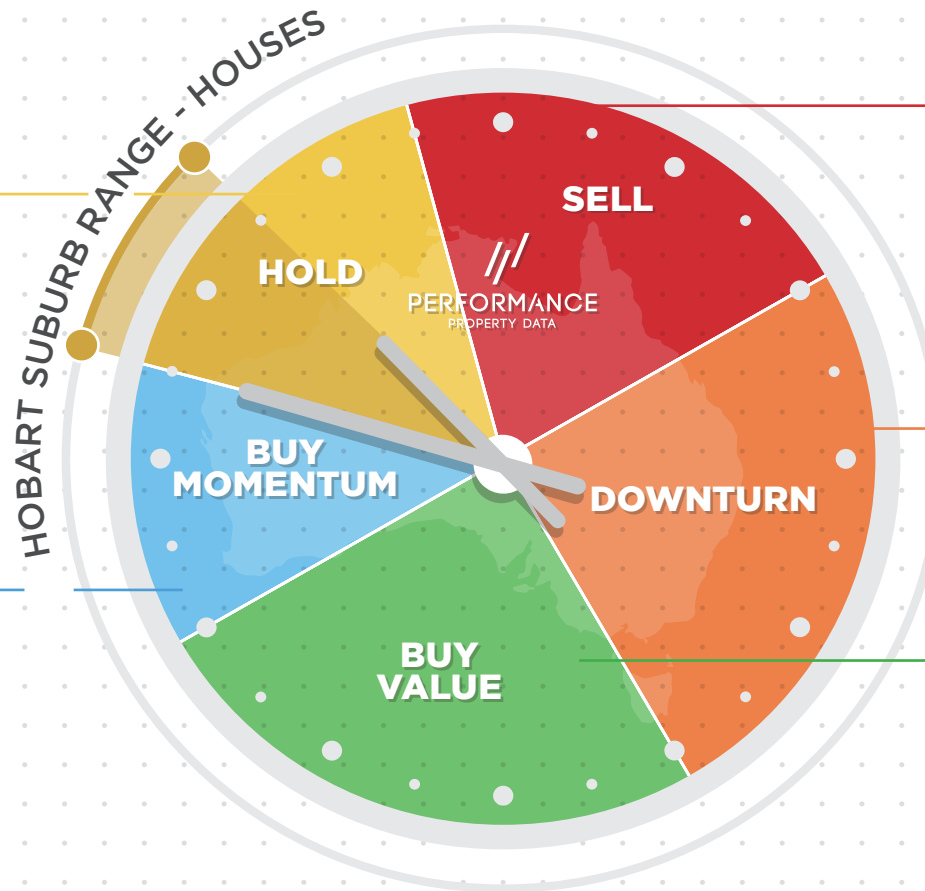 HOBART SUBURB RANGE - HOUSES
SELL
HOLD
PERFORMANCE
PROPERTY DATA
BUY
MOMENTUM
DOWNTURN
BUY
VALUE